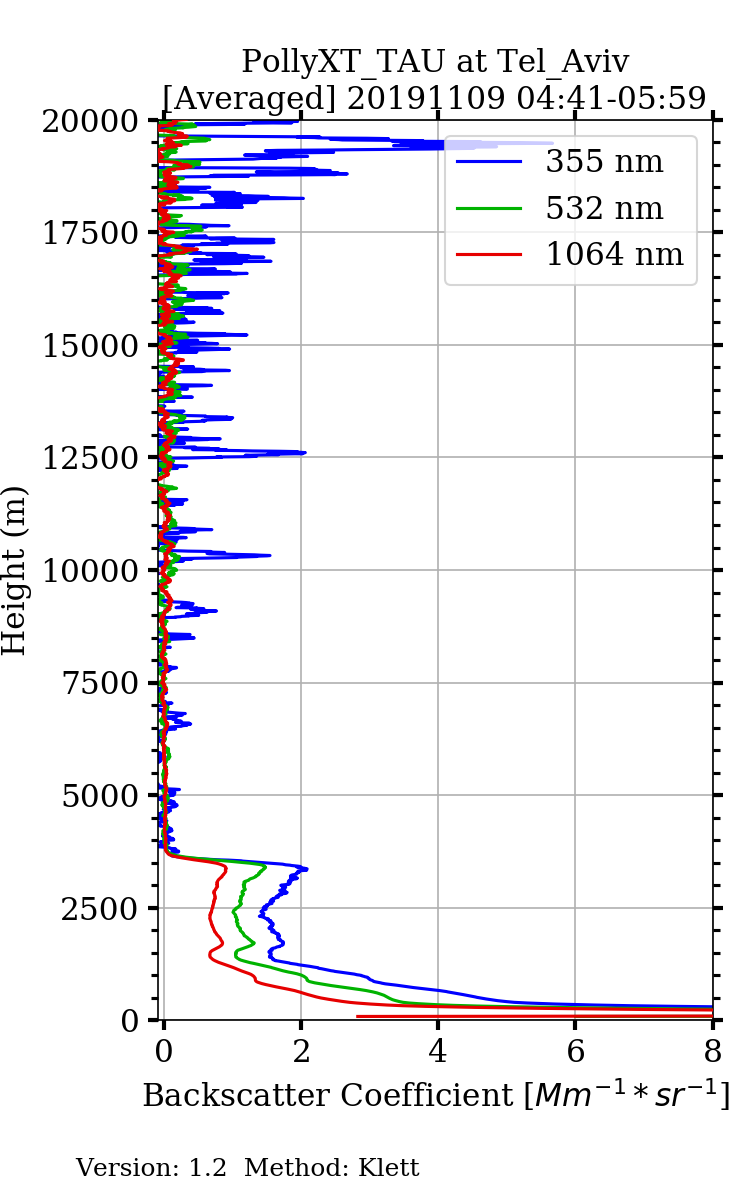 PollyXT_TAU at Tel_Aviv
[Averaged] 20191109 04:41-05:59
355 nm
532 nm
1064 nm
20000
17500
15000
12500
10000
7500
5000
2500
0
Height (m)
0 2 4 6 8
Backscatter Coefficient [$Mm^{-1} * sr^{-1}$]
Version: 1.2  Method: Klett